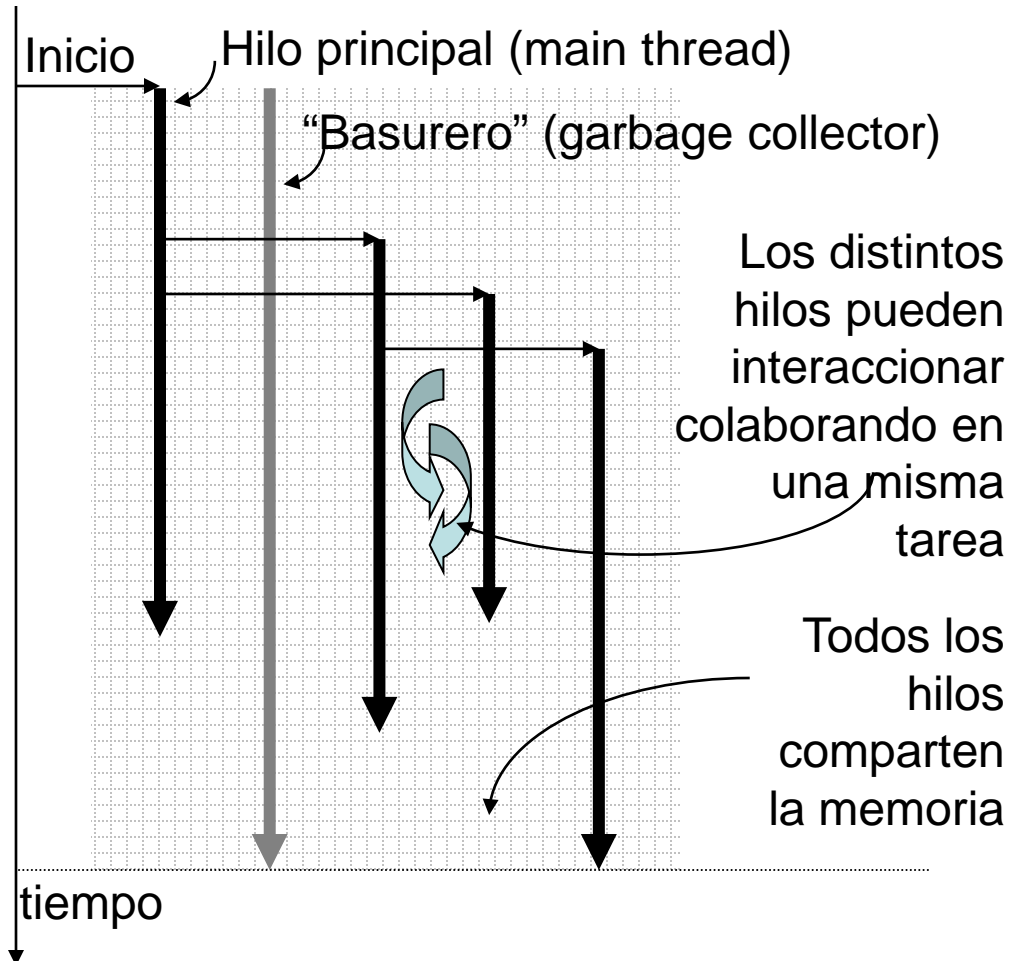 Inicio
Hilo principal (main thread)
“Basurero” (garbage collector)
Los distintos
hilos pueden
interaccionar
colaborando en
una misma
tarea
Todos los
hilos
comparten
la memoria
tiempo